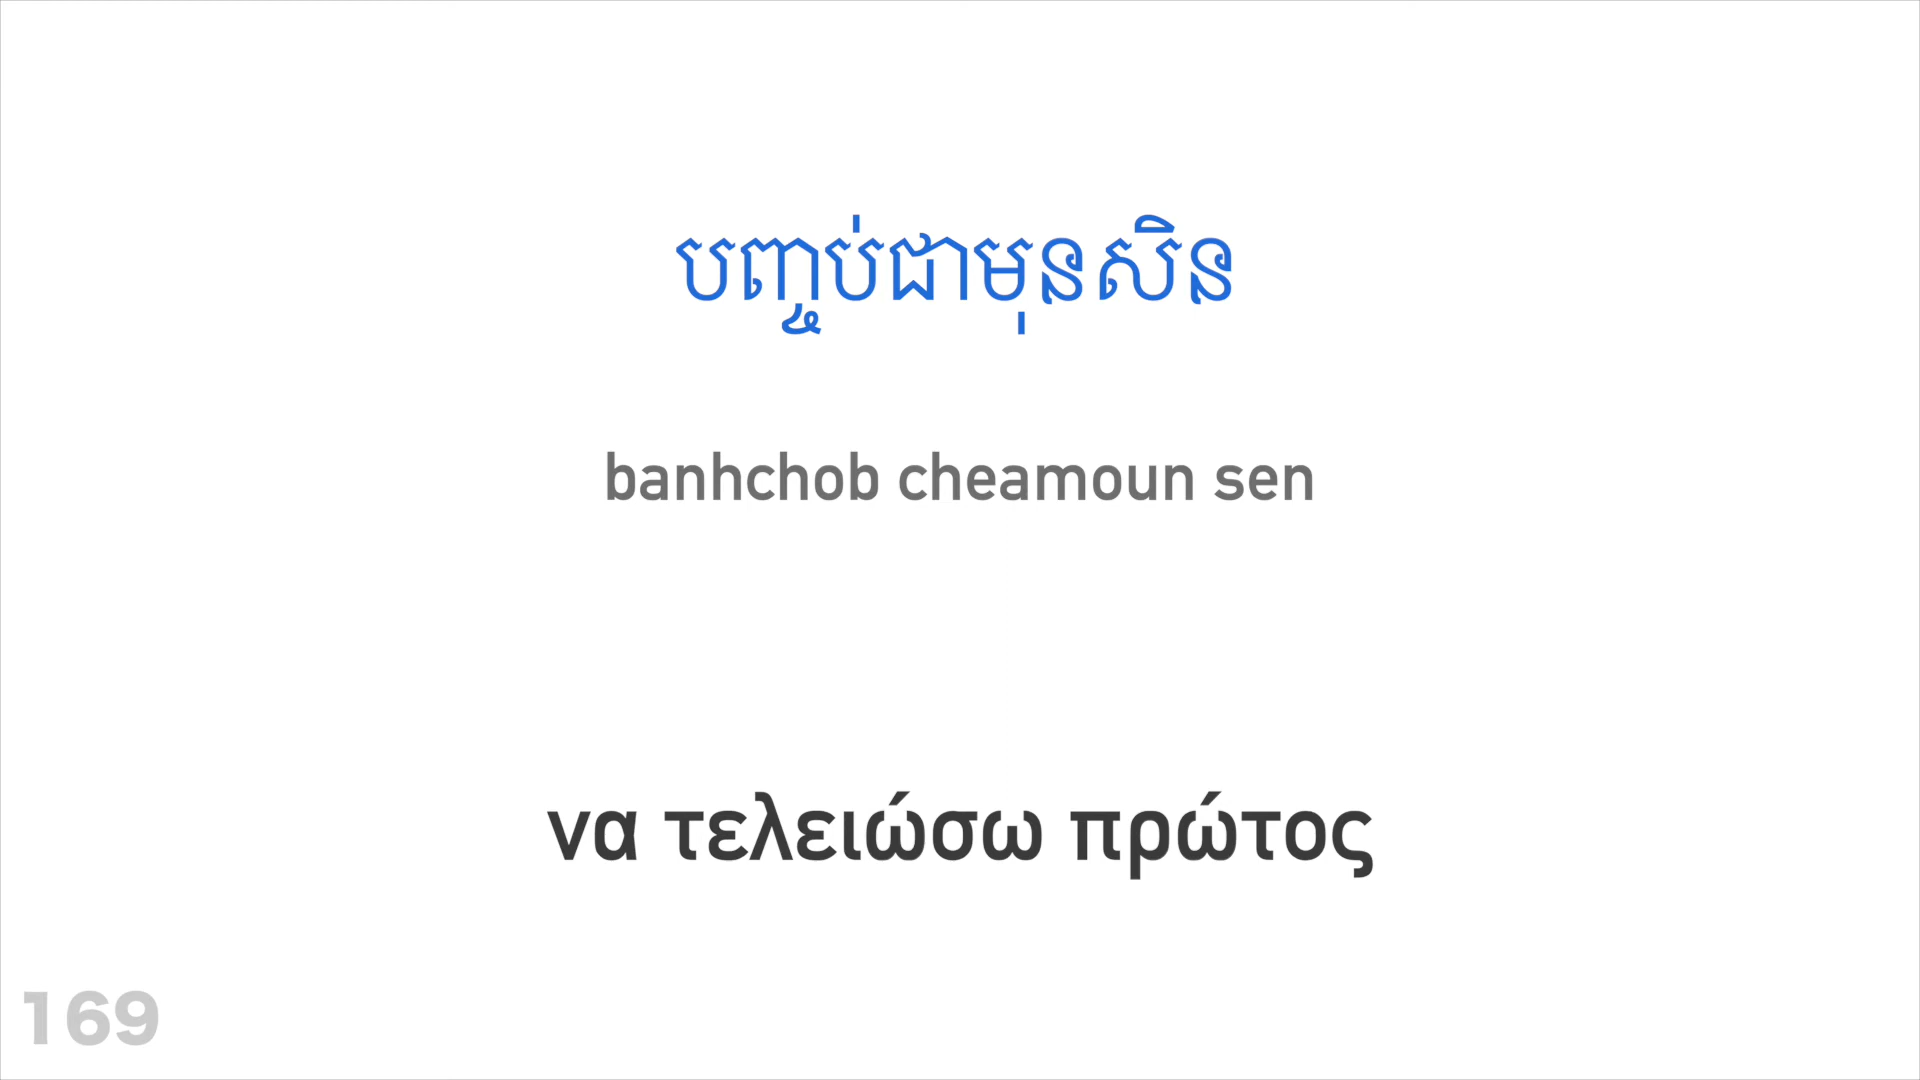 បញ្ចប់ជាមុនសិន
banhchob cheamoun sen
να τελειώσω πρώτος
169